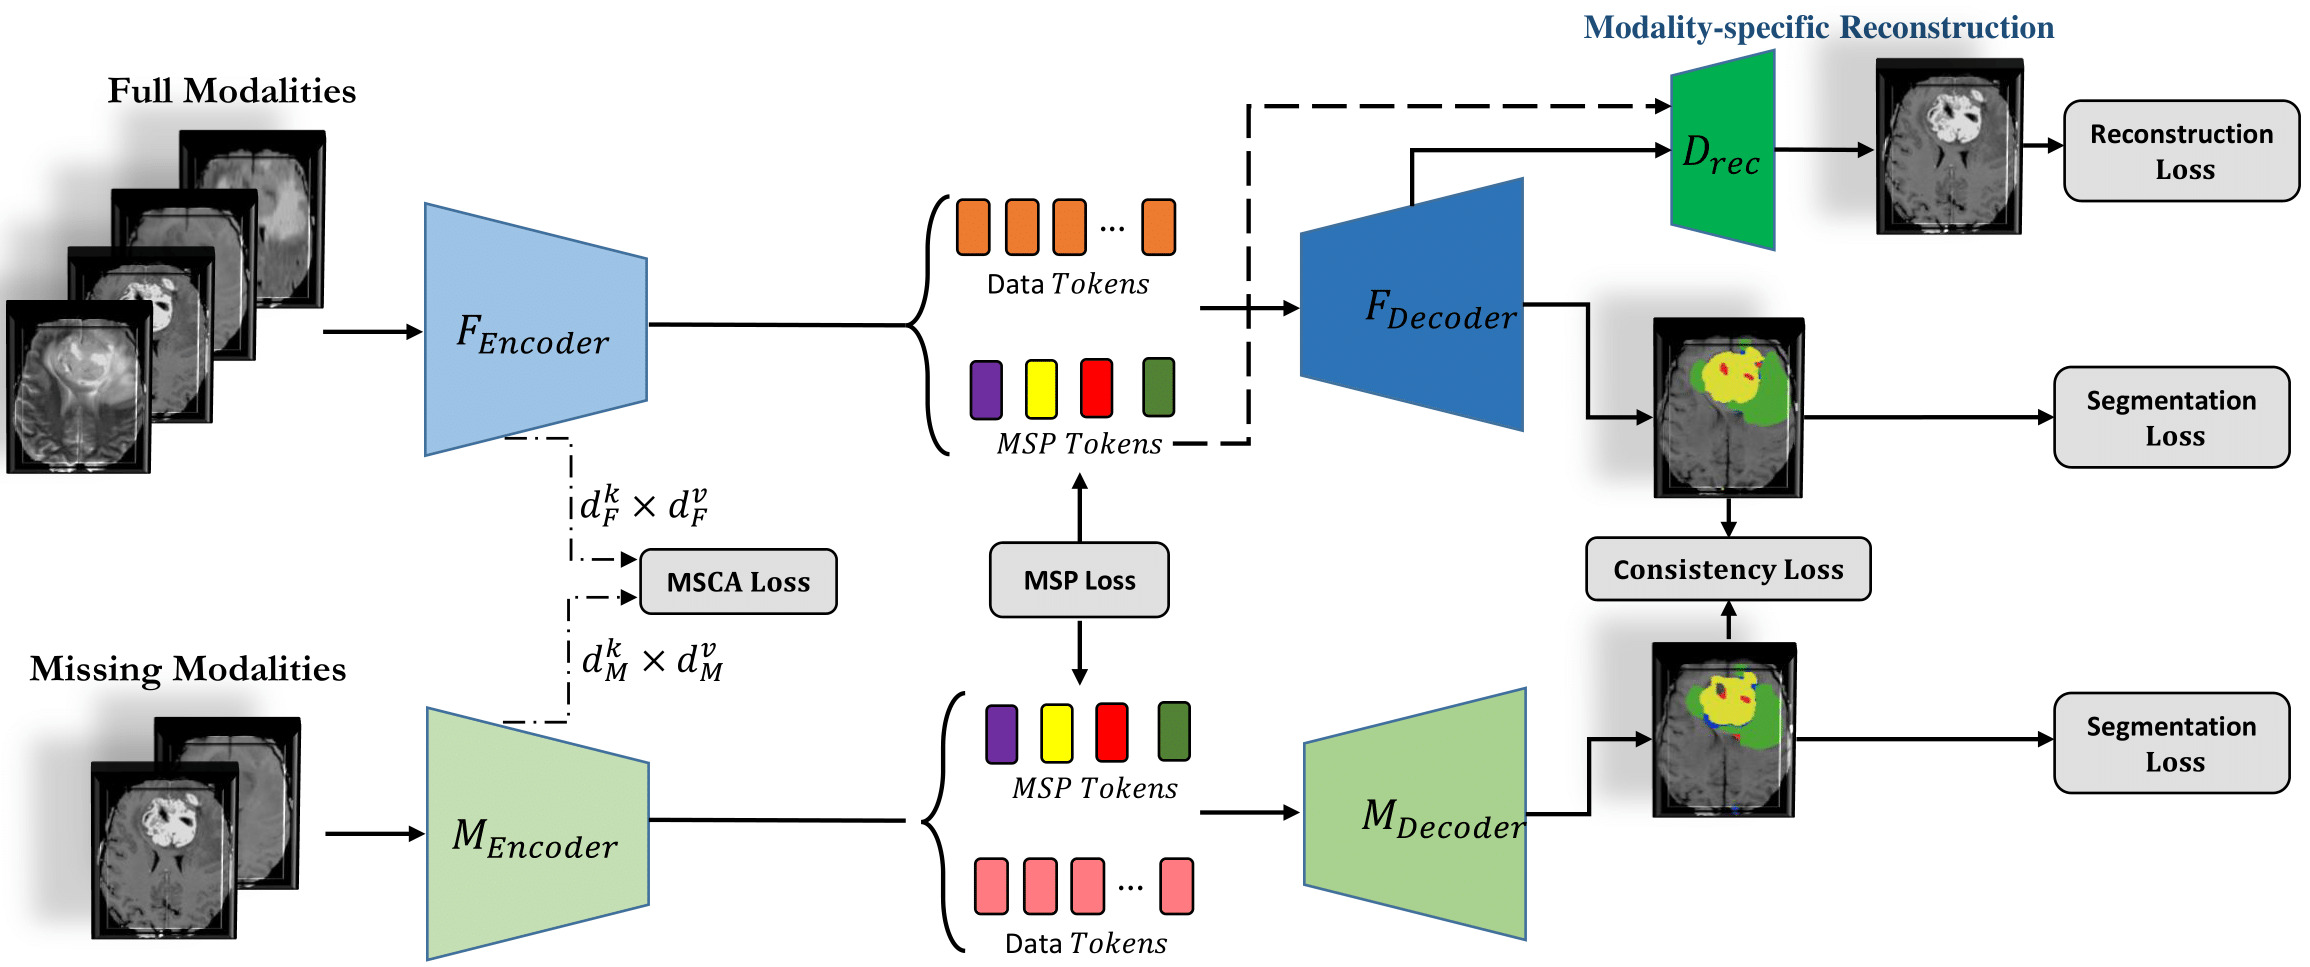 Modality-specific Reconstruction
Full Modalities
Reconstruction
Loss
D_{rec}
F_{Encoder}
...
Data Tokens
F_{Decoder}
MSP Tokens
Segmentation
Loss
d_F^k × d_F^v
MSCA Loss
MSP Loss
Consistency Loss
d_M^k × d_M^v
Missing Modalities
MSP Tokens
M_{Encoder}
M_{Decoder}
Segmentation
Loss
...
Data Tokens